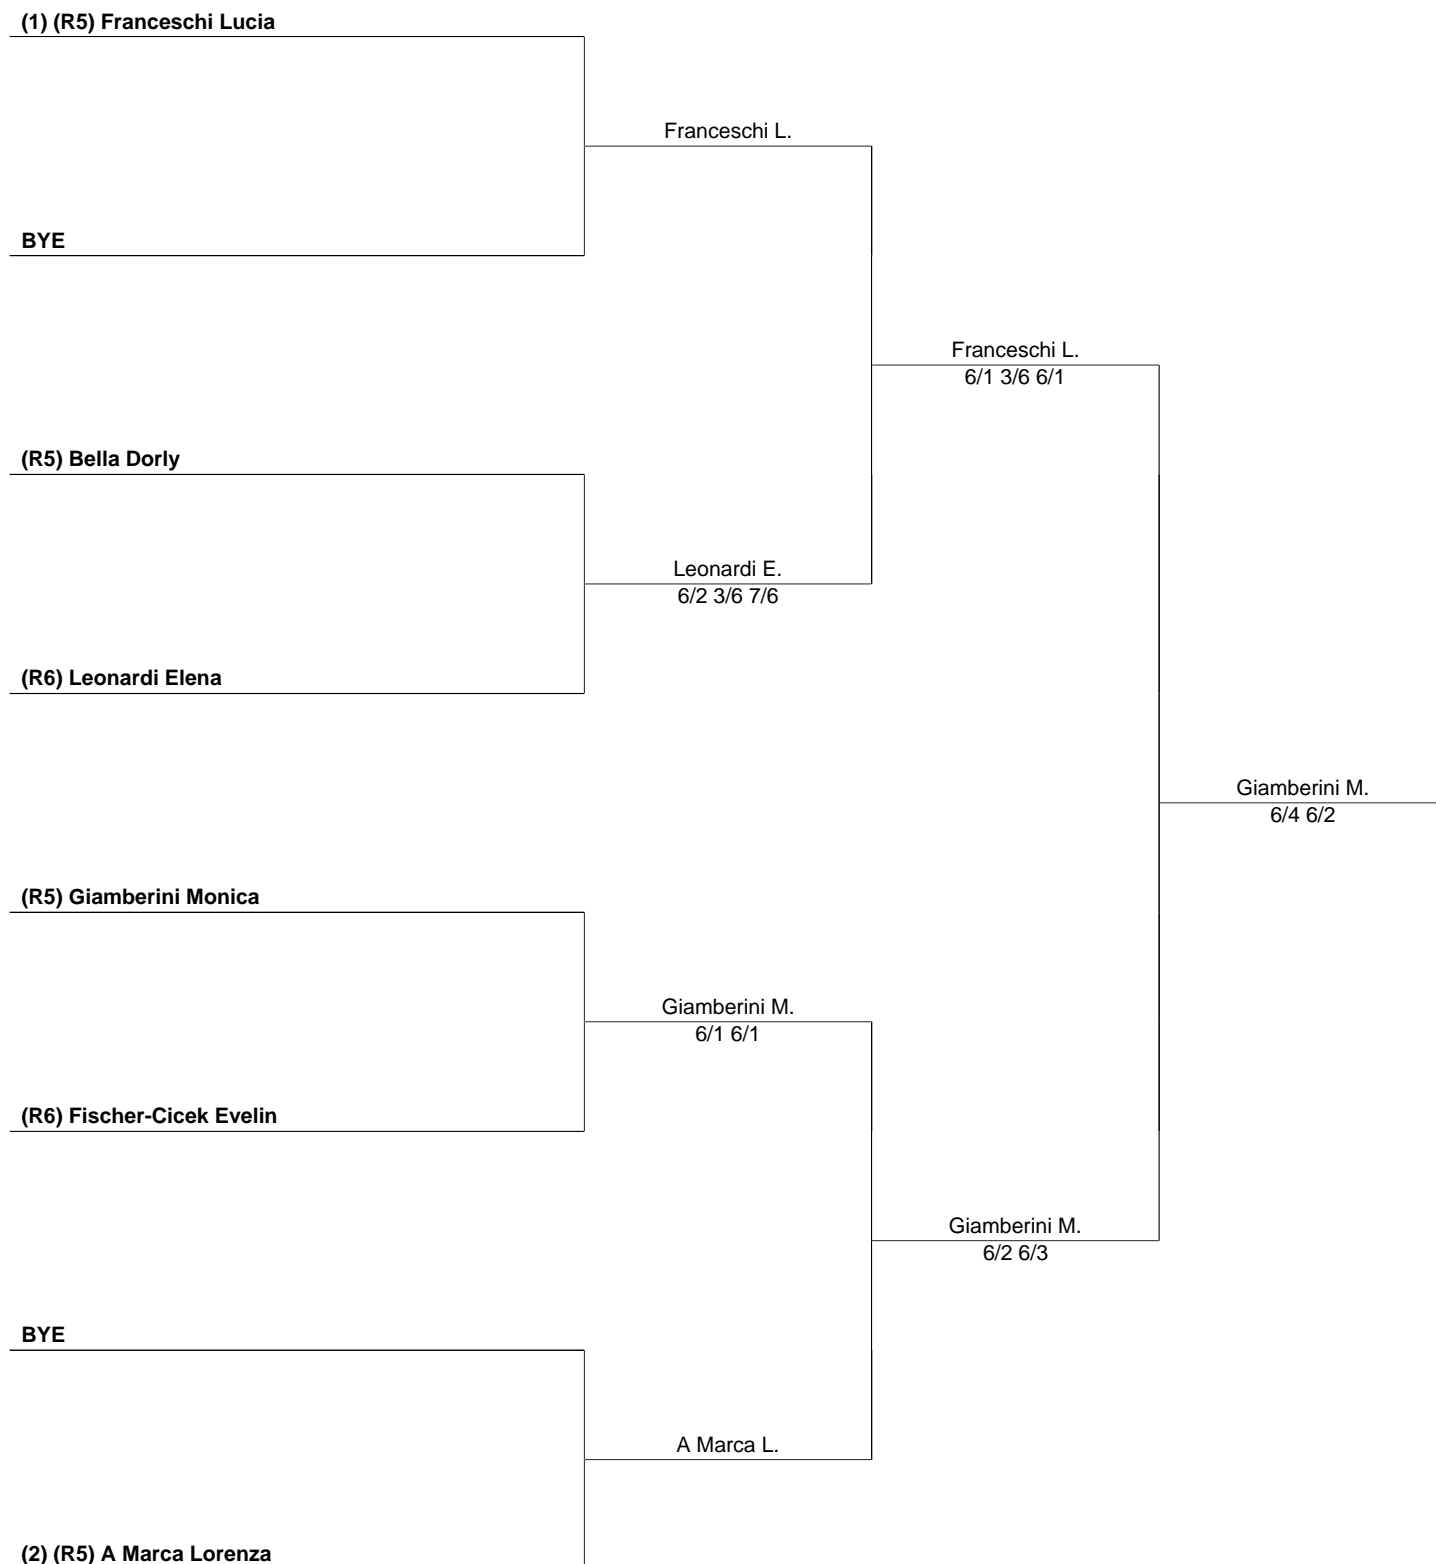 (1) (R5) Franceschi Lucia
Franceschi L.
BYE
Franceschi L.
6/1 3/6 6/1
(R5) Bella Dorly
Leonardi E.
6/2 3/6 7/6
(R6) Leonardi Elena
Giamberini M.
6/4 6/2
(R5) Giamberini Monica
Giamberini M.
6/1 6/1
(R6) Fischer-Cicek Evelin
Giamberini M.
6/2 6/3
BYE
A Marca L.
(2) (R5) A Marca Lorenza